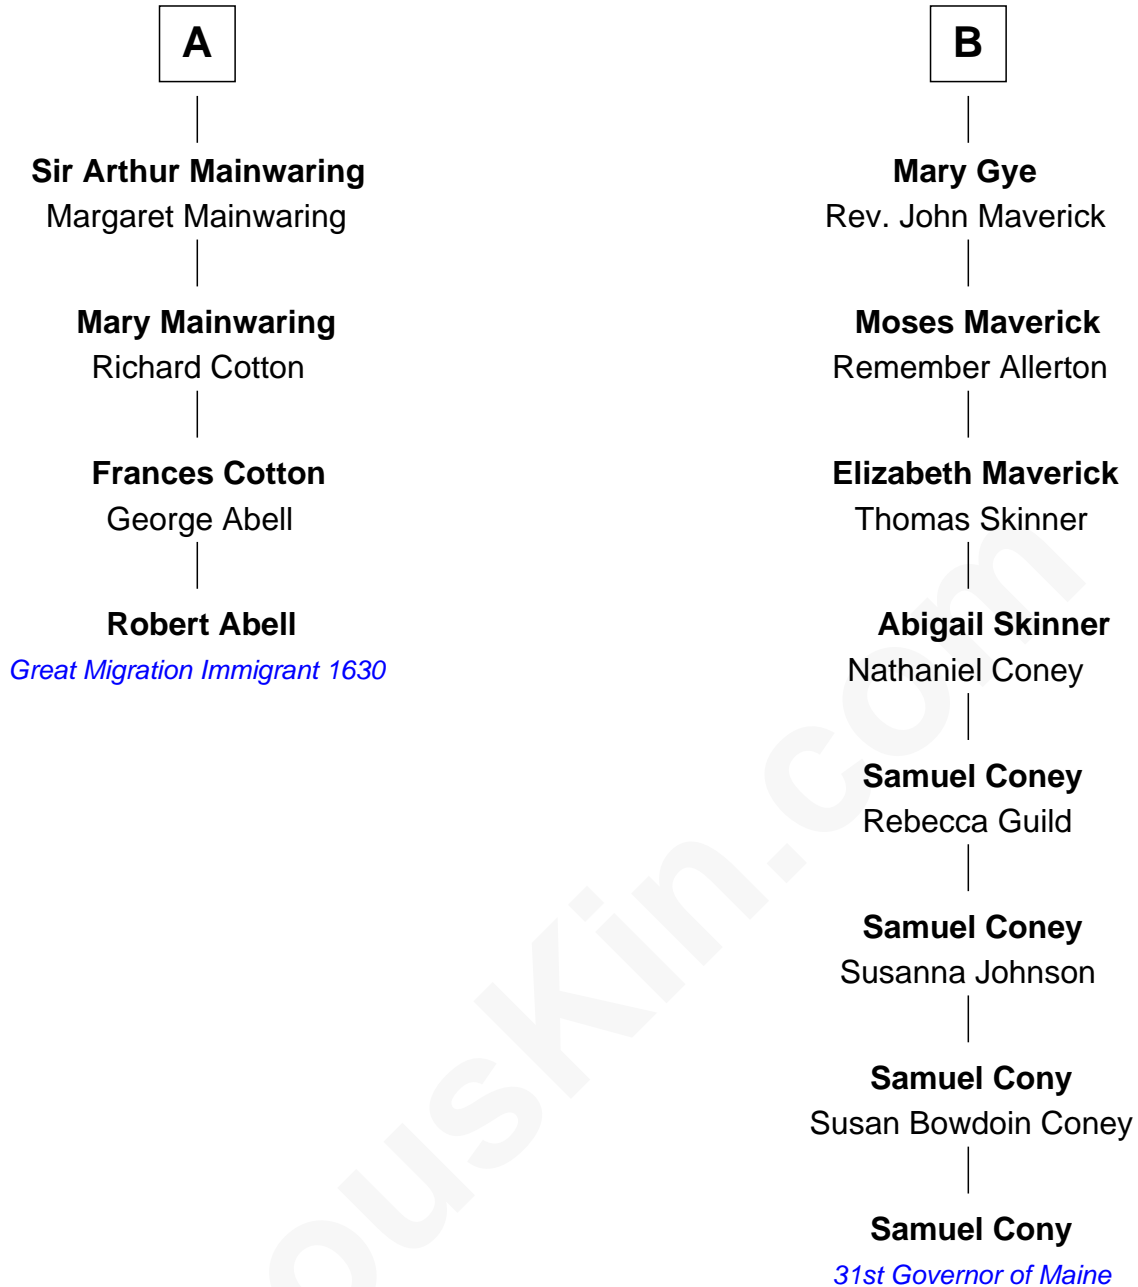 A
Sir Arthur Mainwaring
Margaret Mainwaring
Mary Mainwaring
Richard Cotton
Frances Cotton
George Abell
Robert Abell
Great Migration Immigrant 1630
B
Mary Gye
Rev. John Maverick
Moses Maverick
Remember Allerton
Elizabeth Maverick
Thomas Skinner
Abigail Skinner
Nathaniel Coney
Samuel Coney
Rebecca Guild
Samuel Coney
Susanna Johnson
Samuel Cony
Susan Bowdoin Coney
Samuel Cony
31st Governor of Maine
ousKin.com